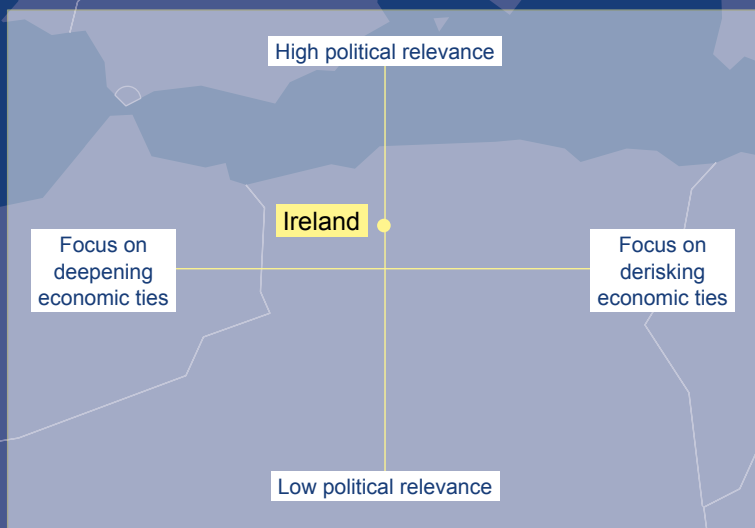 High political relevance
Ireland
Focus on
deepening
economic ties
Focus on
derisking
economic ties
Low political relevance